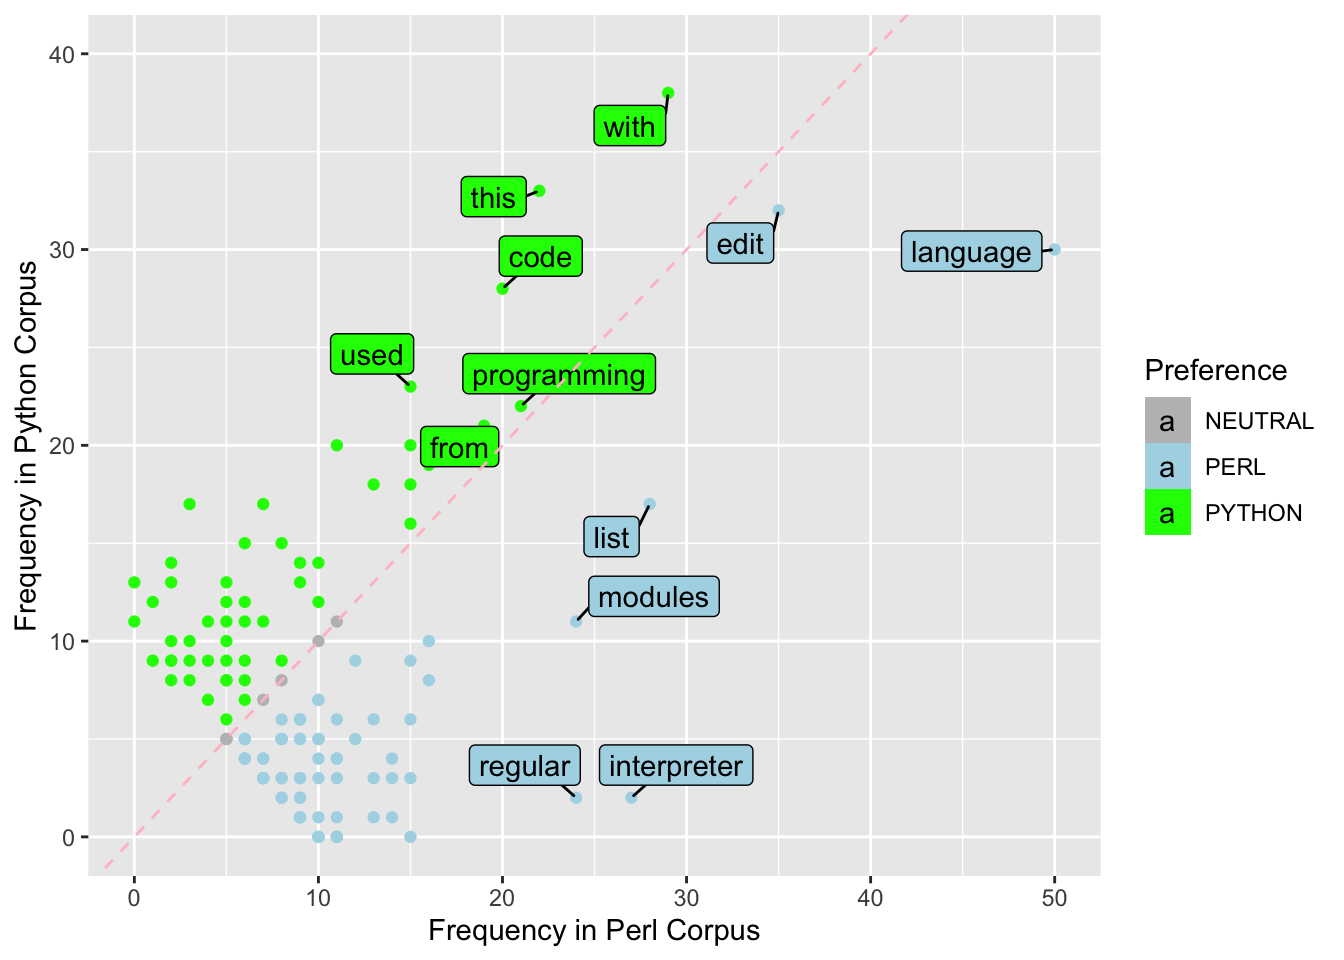 40
30
20
10
0
0
10
20
30
40
50
Frequency in Python Corpus
Frequency in Perl Corpus
with
this
code
edit
language
used
programming
from
list
modules
regular
interpreter
Preference
a NEUTRAL
a PERL
a PYTHON